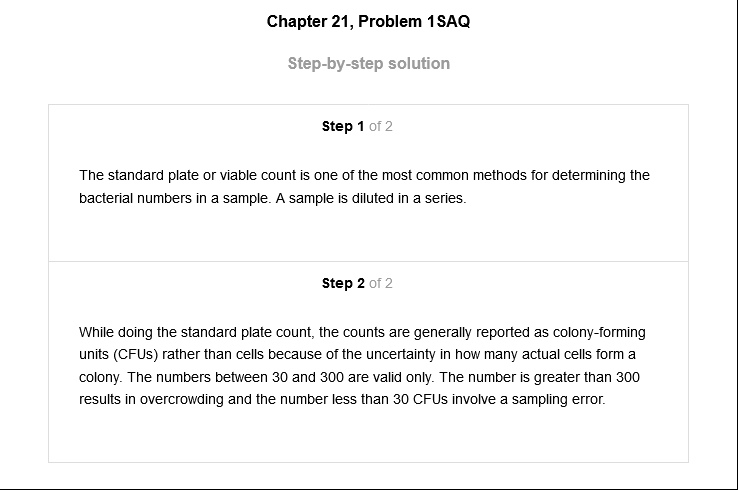 Chapter 21, Problem 1SAQ
Step-by-step solution
Step 1 of 2
The standard plate or viable count is one of the most common methods for determining the
bacterial numbers in a sample. A sample is diluted in a series.
Step 2 of 2
While doing the standard plate count, the counts are generally reported as colony-forming
units (CFUs) rather than cells because of the uncertainty in how many actual cells form a
colony. The numbers between 30 and 300 are valid only. The number is greater than 300
results in overcrowding and the number less than 30 CFUs involve a sampling error.